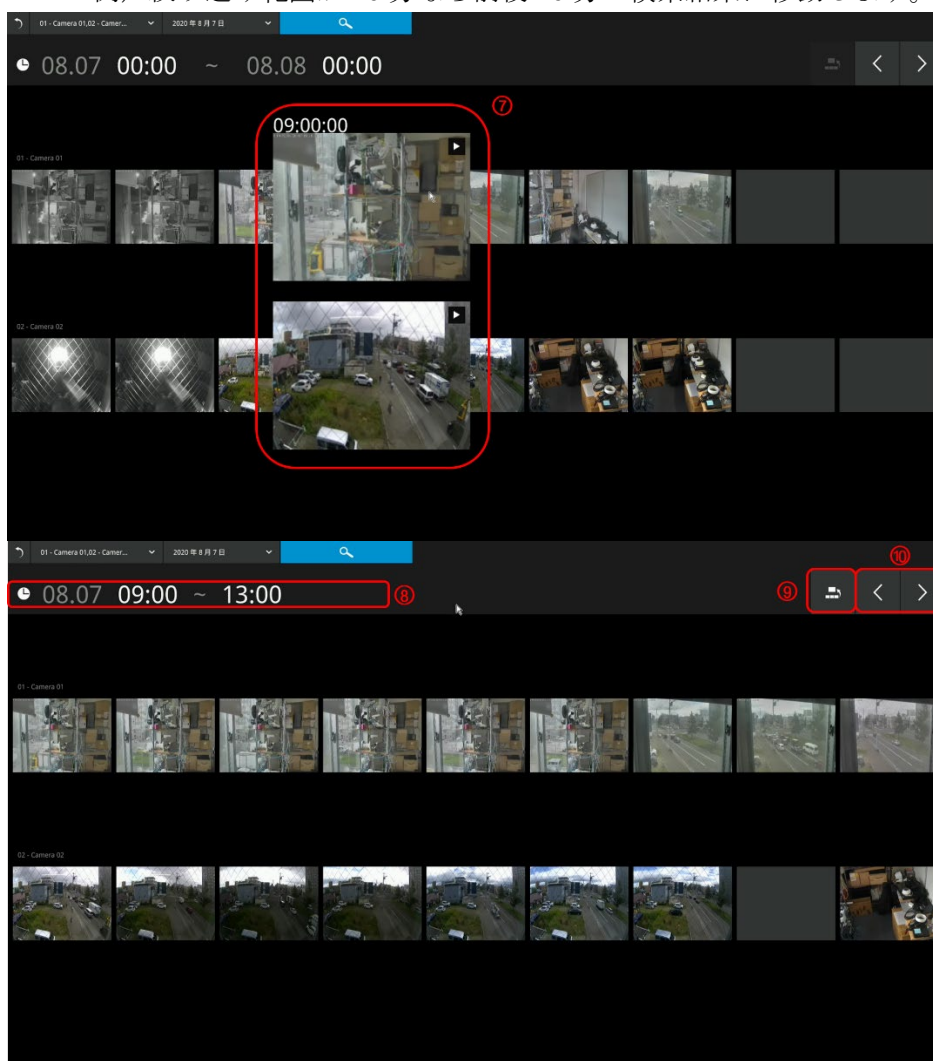 01 - Camera 01,02 - Camer...
2020 年 8 月 7 日
08.07 00:00 ~ 08.08 00:00
⑦
09:00:00
01 - Camera 01
02 - Camera 02
01 - Camera 01,02 - Camer...
2020 年 8 月 7 日
⑩
08.07 09:00 ~ 13:00
⑧
⑨
01 - Camera 01
02 - Camera 02